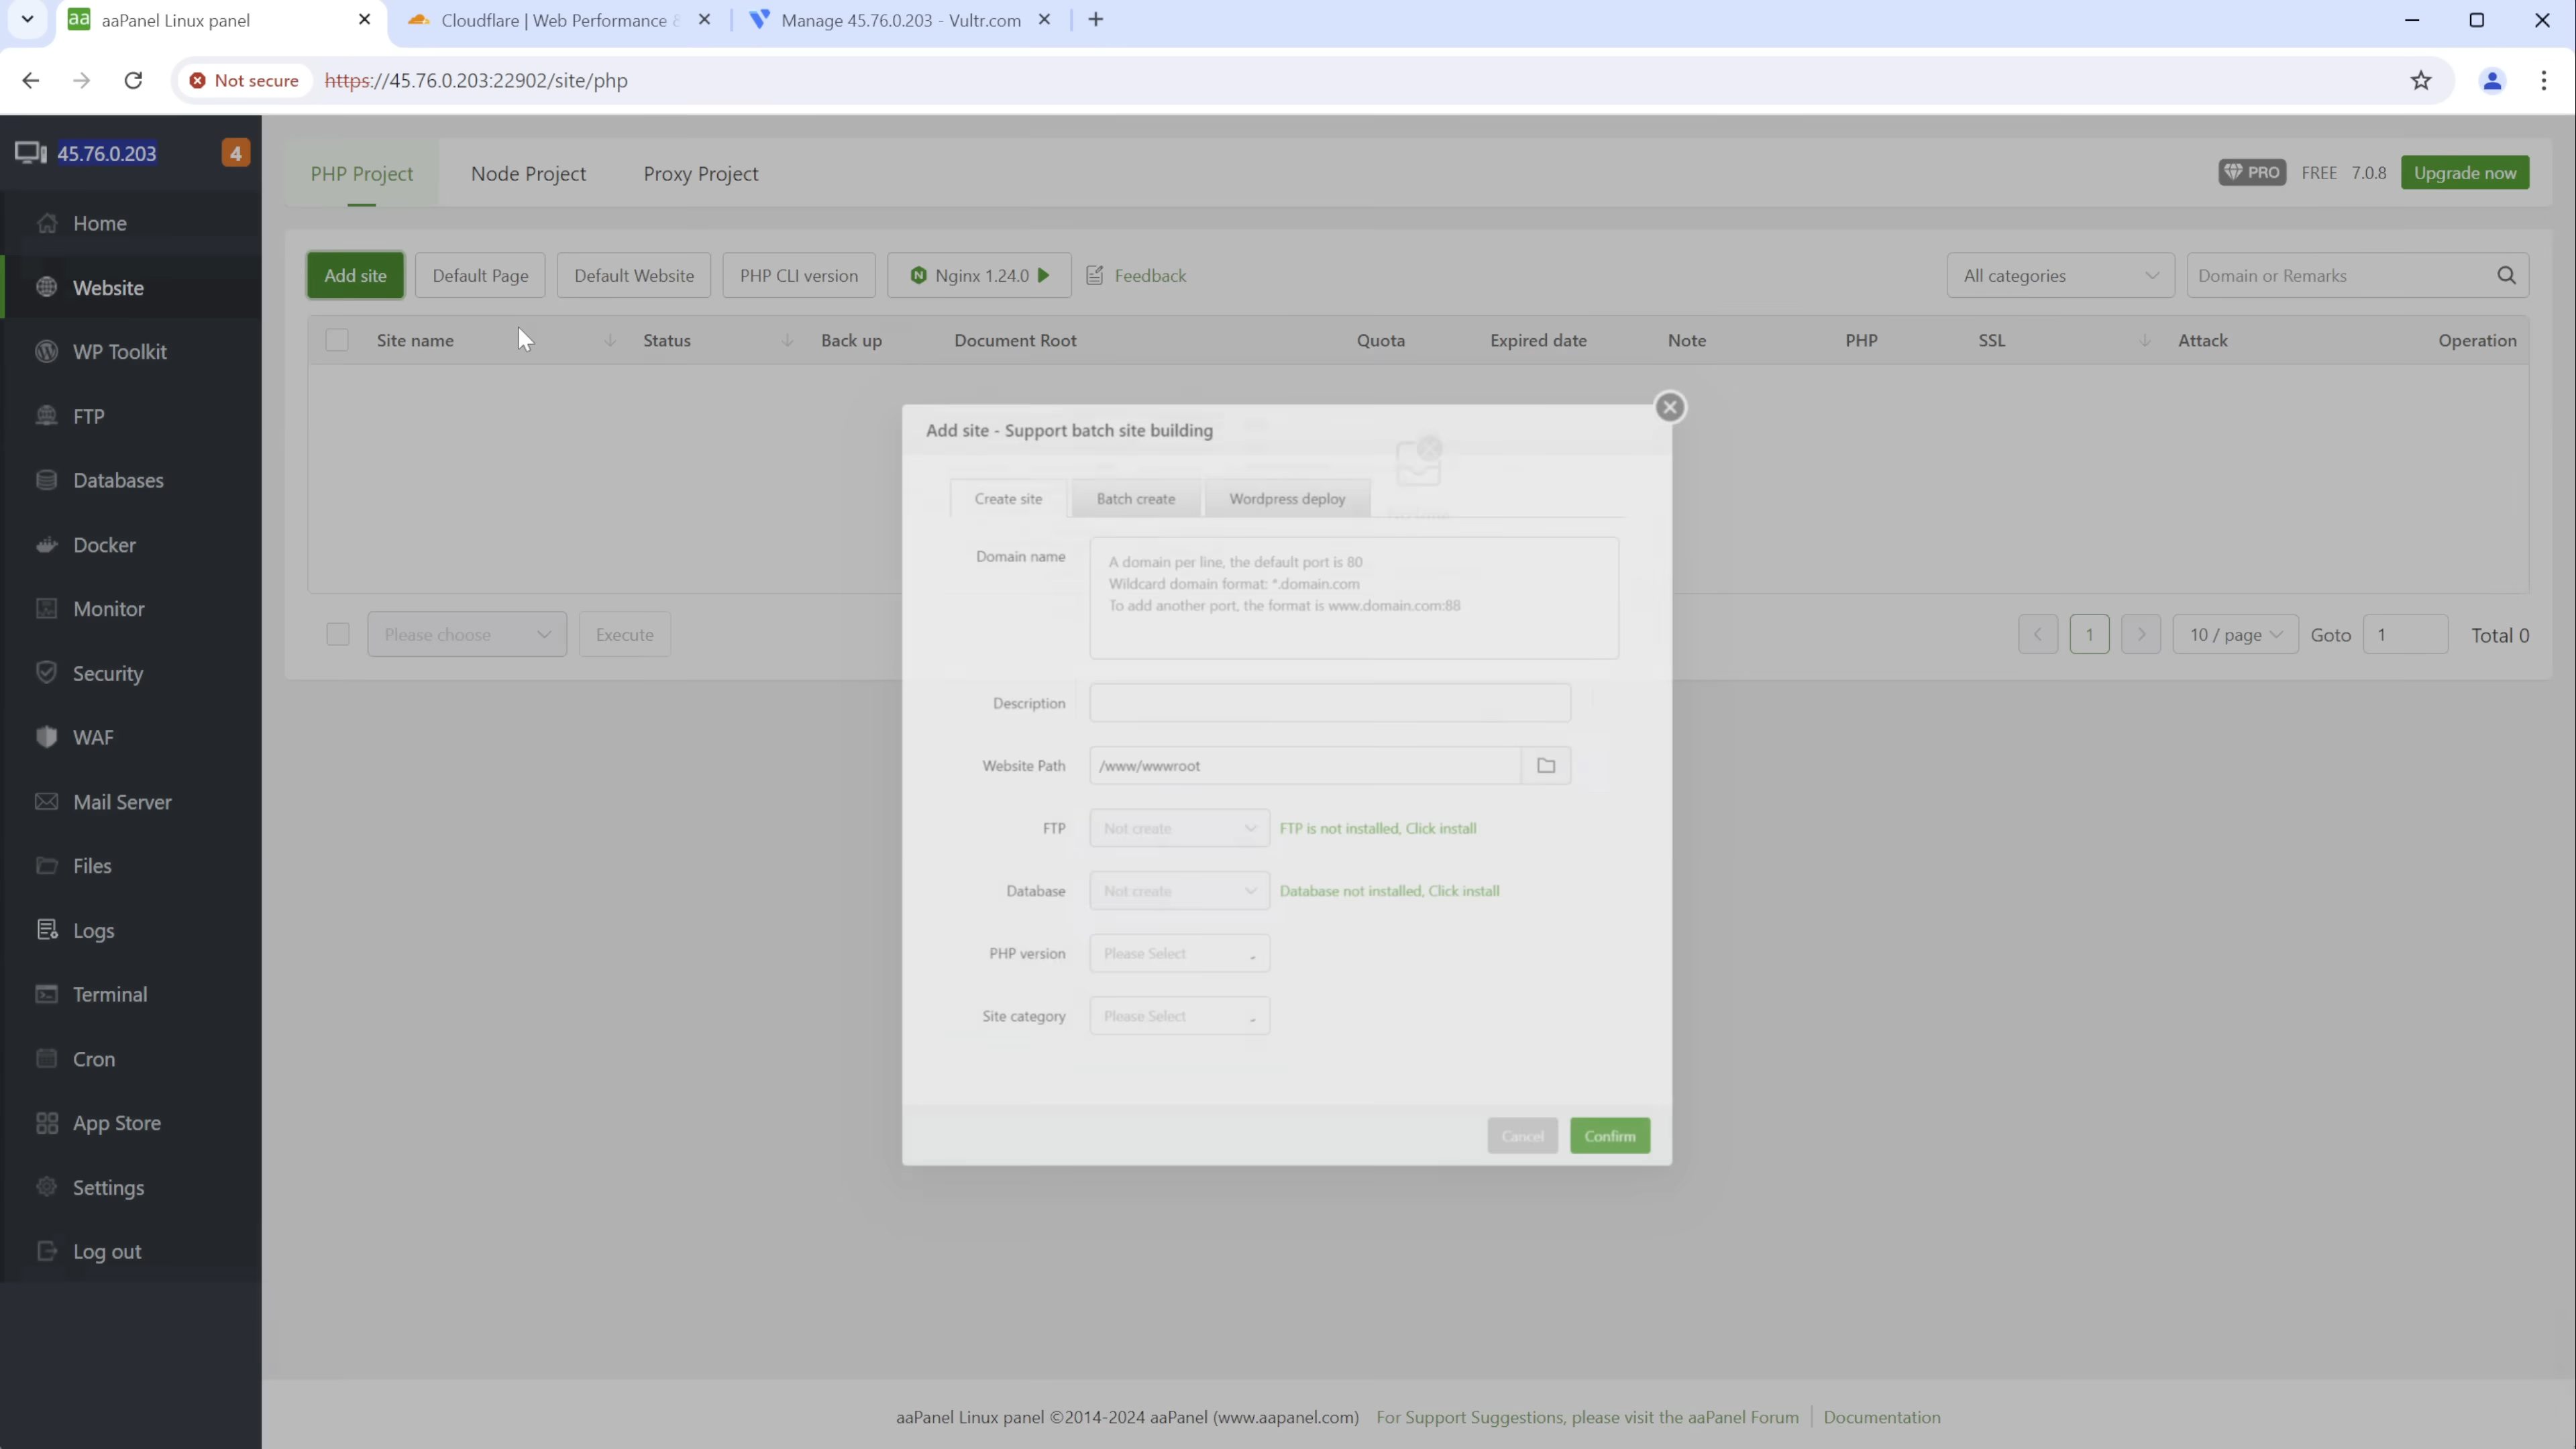 aaPanel Linux panel
Cloudflare | Web Performance &
Manage 45.76.0.203 - Vultr.com
Not secure
https://45.76.0.203:22902/site/php
45.76.0.203
4
Home
Website
WP Toolkit
FTP
Databases
Docker
Monitor
Security
WAF
Mail Server
Files
Logs
Terminal
Cron
App Store
Settings
Log out
PHP Project
Node Project
Proxy Project
PRO
FREE
7.0.8
Upgrade now
Add site
Default Page
Default Website
PHP CLI version
Nginx 1.24.0
Feedback
All categories
Domain or Remarks
Site name
Status
Back up
Document Root
Quota
Expired date
Note
PHP
SSL
Attack
Operation
Please choose
Execute
1
10 / page
Goto
1
Total 0
Add site - Support batch site building
Create site
Batch create
Wordpress deploy
Domain name
A domain per line, the default port is 80
Wildcard domain format: *.domain.com
To add another port, the format is www.domain.com:88
Description
Website Path
/www/wwwroot
FTP
Not create
FTP is not installed, Click install
Database
Not create
Database not installed, Click install
PHP version
Please Select
Site category
Please Select
Cancel
Confirm
aaPanel Linux panel ©2014-2024 aaPanel (www.aapanel.com)
For Support Suggestions, please visit the aaPanel Forum
Documentation